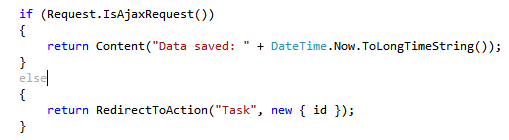 if (Request.IsAjaxRequest())
{
    return Content("Data saved: " + DateTime.Now.ToLongTimeString());
}
else
{
    return RedirectToAction("Task", new { id });
}